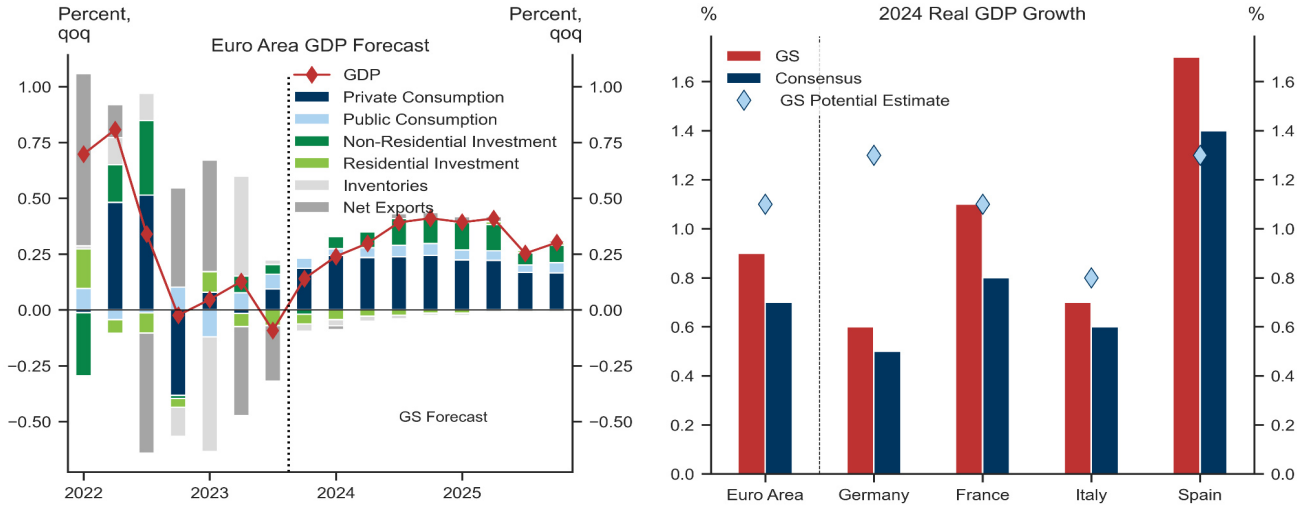 Percent,
qoq
Percent,
qoq
Euro Area GDP Forecast
GDP
Private Consumption
Public Consumption
Non-Residential Investment
Residential Investment
Inventories
Net Exports
1.00
0.75
0.50
0.25
0.00
−0.25
−0.50
1.00
0.75
0.50
0.25
0.00
−0.25
−0.50
GS Forecast
2022
2023
2024
2025
%
2024 Real GDP Growth
%
GS
Consensus
GS Potential Estimate
1.6
1.4
1.2
1.0
0.8
0.6
0.4
0.2
0.0
1.6
1.4
1.2
1.0
0.8
0.6
0.4
0.2
0.0
Euro Area
Germany
France
Italy
Spain